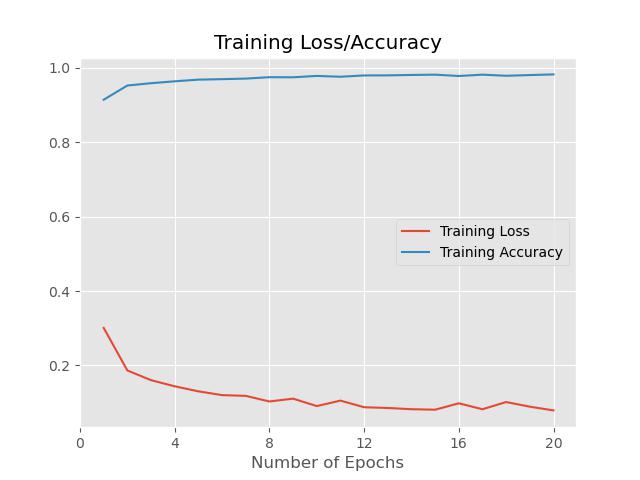 Training Loss/Accuracy
1.0
0.8
0.6
Training Loss
Training Accuracy
0.4
0.2
0 4 8 12 16 20
Number of Epochs